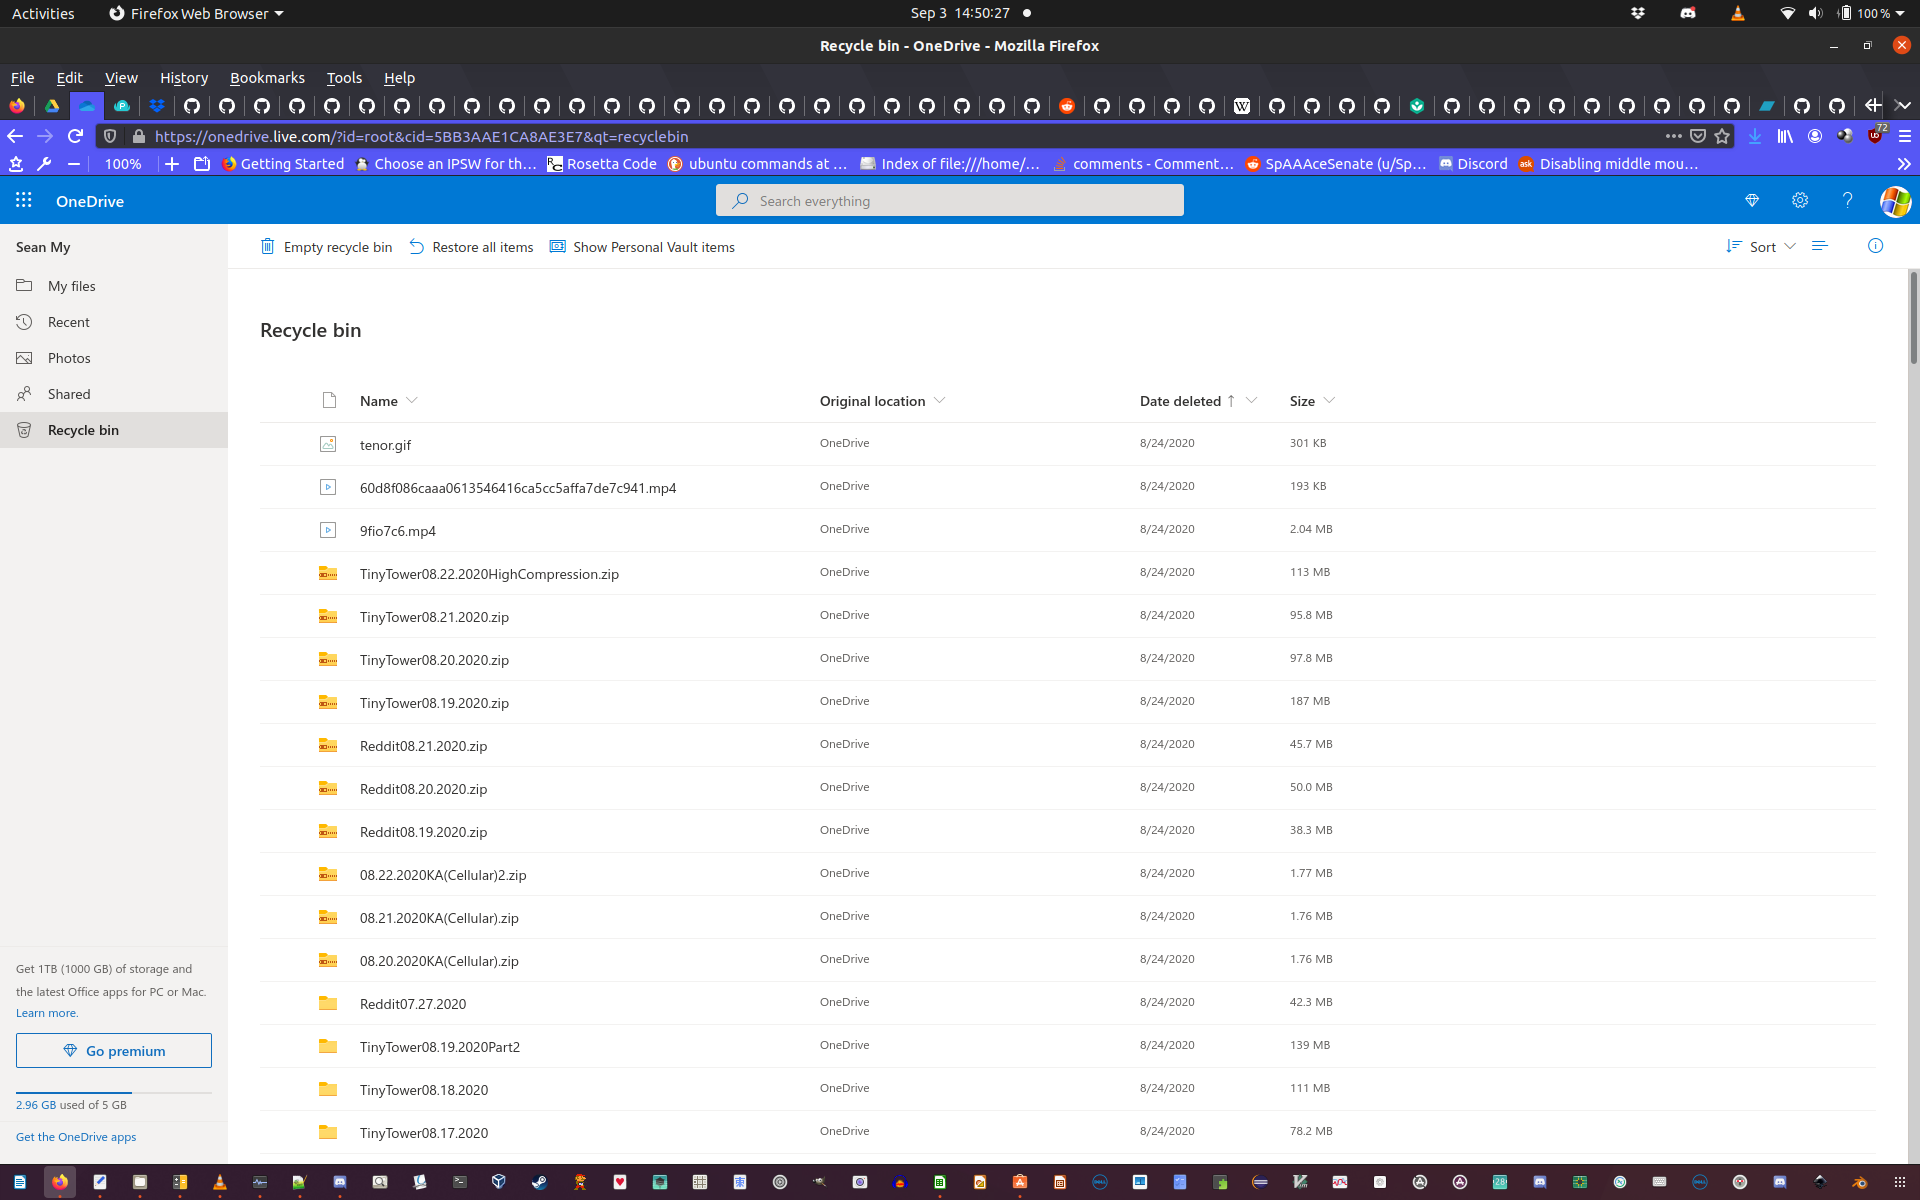 Activities Firefox Web Browser Sep 3 14:50:27 100 %
Recycle bin - OneDrive - Mozilla Firefox
File Edit View History Bookmarks Tools Help
https://onedrive.live.com/?id=root&cid=5BB3AAE1CA8AE3E7&qt=recyclebin 72
100% Getting Started Choose an IPSW for th… Rosetta Code ubuntu commands at … Index of file:///home/… comments - Comment… SpAAAceSenate (u/Sp… Discord Disabling middle mou…
OneDrive Search everything
Sean My Empty recycle bin Restore all items Show Personal Vault items Sort
My files
Recent
Photos
Shared
Recycle bin
Recycle bin
Name Original location Date deleted ↑ Size
tenor.gif OneDrive 8/24/2020 301 KB
60d8f086caaa0613546416ca5cc5affa7de7c941.mp4 OneDrive 8/24/2020 193 KB
9fio7c6.mp4 OneDrive 8/24/2020 2.04 MB
TinyTower08.22.2020HighCompression.zip OneDrive 8/24/2020 113 MB
TinyTower08.21.2020.zip OneDrive 8/24/2020 95.8 MB
TinyTower08.20.2020.zip OneDrive 8/24/2020 97.8 MB
TinyTower08.19.2020.zip OneDrive 8/24/2020 187 MB
Reddit08.21.2020.zip OneDrive 8/24/2020 45.7 MB
Reddit08.20.2020.zip OneDrive 8/24/2020 50.0 MB
Reddit08.19.2020.zip OneDrive 8/24/2020 38.3 MB
08.22.2020KA(Cellular)2.zip OneDrive 8/24/2020 1.77 MB
08.21.2020KA(Cellular).zip OneDrive 8/24/2020 1.76 MB
08.20.2020KA(Cellular).zip OneDrive 8/24/2020 1.76 MB
Reddit07.27.2020 OneDrive 8/24/2020 42.3 MB
TinyTower08.19.2020Part2 OneDrive 8/24/2020 139 MB
TinyTower08.18.2020 OneDrive 8/24/2020 111 MB
TinyTower08.17.2020 OneDrive 8/24/2020 78.2 MB
Get 1TB (1000 GB) of storage and
the latest Office apps for PC or Mac.
Learn more.
Go premium
2.96 GB used of 5 GB
Get the OneDrive apps